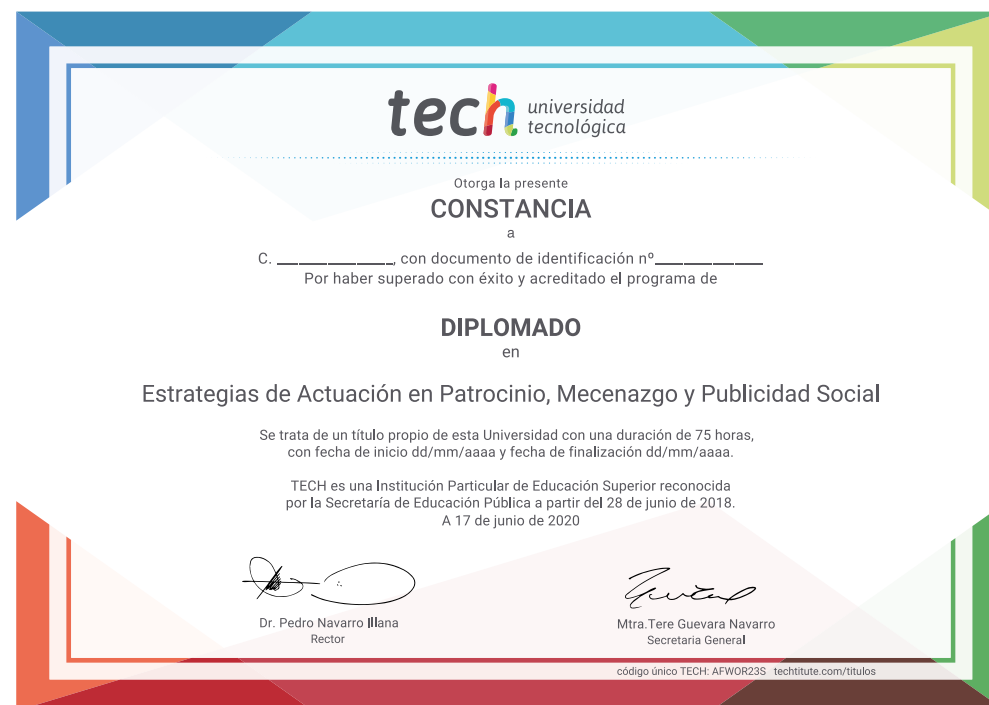 tech universidad
tecnológica
Otorga la presente
CONSTANCIA
a
C. ____________, con documento de identificación nº____________
Por haber superado con éxito y acreditado el programa de
DIPLOMADO
en
Estrategias de Actuación en Patrocinio, Mecenazgo y Publicidad Social
Se trata de un título propio de esta Universidad con una duración de 75 horas,
con fecha de inicio dd/mm/aaaa y fecha de finalización dd/mm/aaaa.
TECH es una Institución Particular de Educación Superior reconocida
por la Secretaría de Educación Pública a partir del 28 de junio de 2018.
A 17 de junio de 2020
Dr. Pedro Navarro Illana
Rector
Mtra.Tere Guevara Navarro
Secretaria General
código único TECH: AFWOR23S techtitute.com/titulos